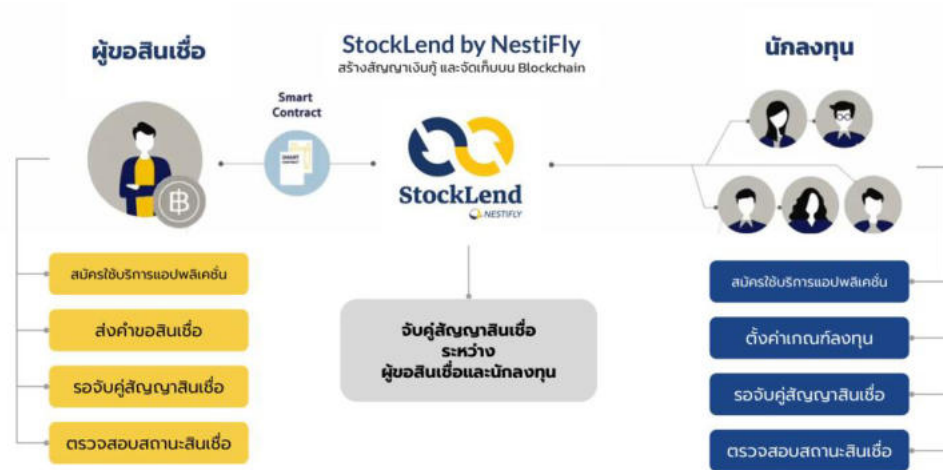 ผู้ขอสินเชื่อ
StockLend by NestiFly
สร้างสัญญาเงินกู้ และจัดเก็บบน Blockchain
นักลงทุน
Smart
Contract
SMART
CONTRACT
StockLend
NESTIFLY
สมัครใช้บริการแอปพลิเคชั่น
ส่งคำขอสินเชื่อ
รอจับคู่สัญญาสินเชื่อ
ตรวจสอบสถานะสินเชื่อ
จับคู่สัญญาสินเชื่อ
ระหว่าง
ผู้ขอสินเชื่อและนักลงทุน
สมัครใช้บริการแอปพลิเคชั่น
ตั้งค่าเกณฑ์ลงทุน
รอจับคู่สัญญาสินเชื่อ
ตรวจสอบสถานะสินเชื่อ